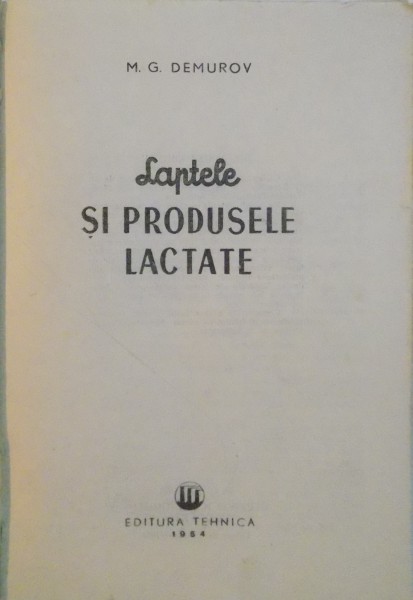 M. G. DEMUROV
Laptele
ȘI PRODUSELE
LACTATE
EDITURA TEHNICA
1954